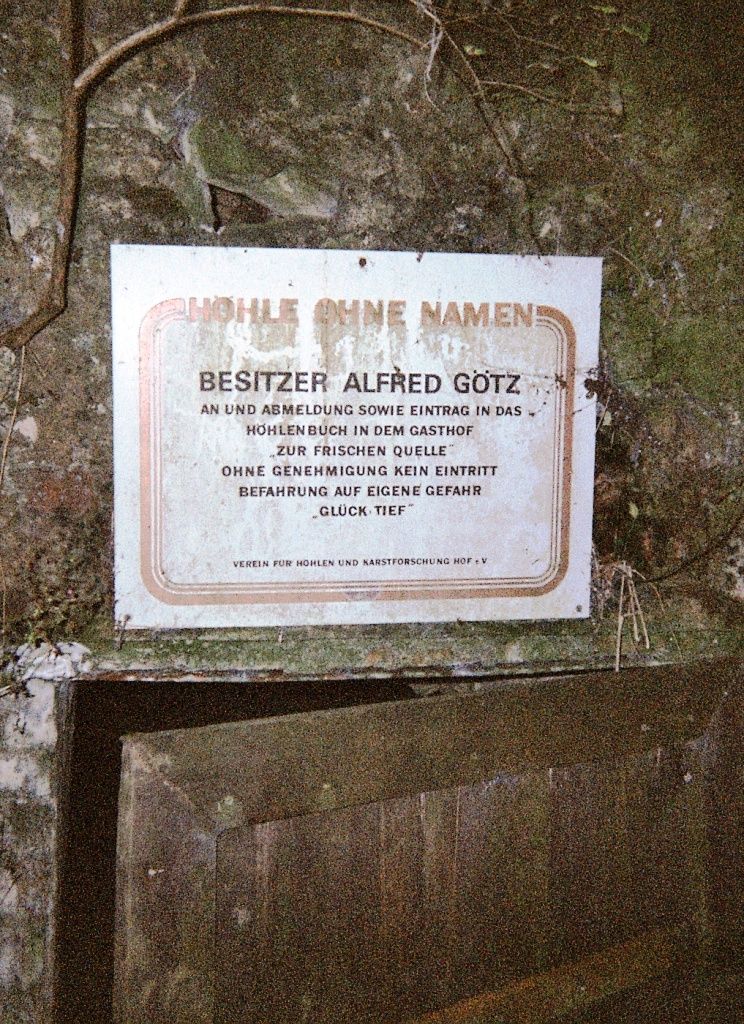 HÖHLE OHNE NAMEN
BESITZER ALFRED GÖTZ
AN UND ABMELDUNG SOWIE EINTRAG IN DAS
HÖHLENBUCH IN DEM GASTHOF
„ZUR FRISCHEN QUELLE"
OHNE GENEHMIGUNG KEIN EINTRITT
BEFAHRUNG AUF EIGENE GEFAHR
„GLÜCK TIEF"
VEREIN FÜR HÖHLEN UND KARSTFORSCHUNG HOF e.V